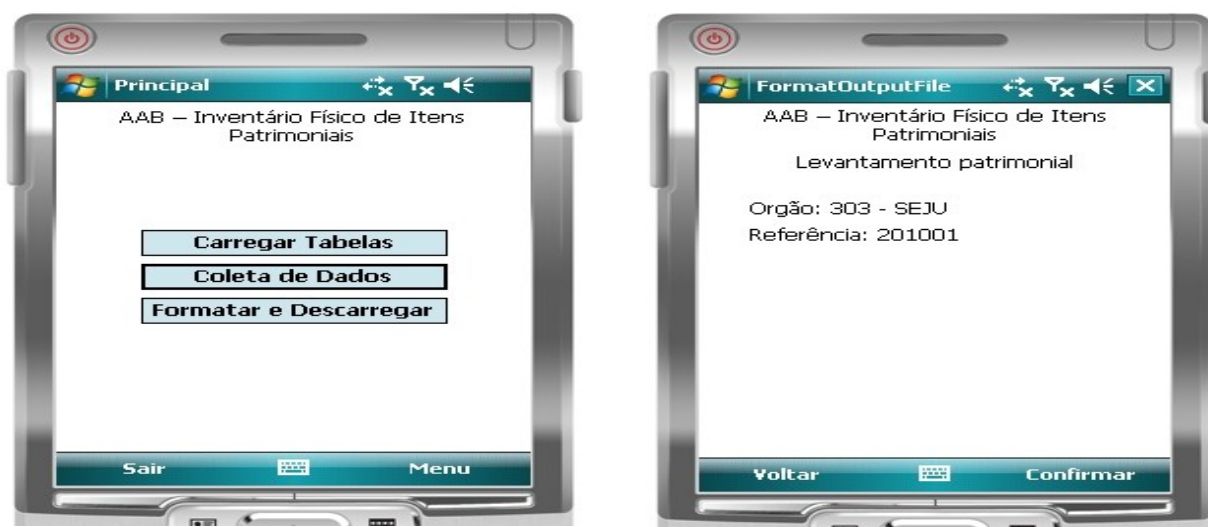 Principal
AAB – Inventário Físico de Itens
Patrimoniais
Carregar Tabelas
Coleta de Dados
Formatar e Descarregar
Sair
Menu
FormatOutputFile
AAB – Inventário Físico de Itens
Patrimoniais
Levantamento patrimonial
Orgão: 303 - SEJU
Referência: 201001
Voltar
Confirmar